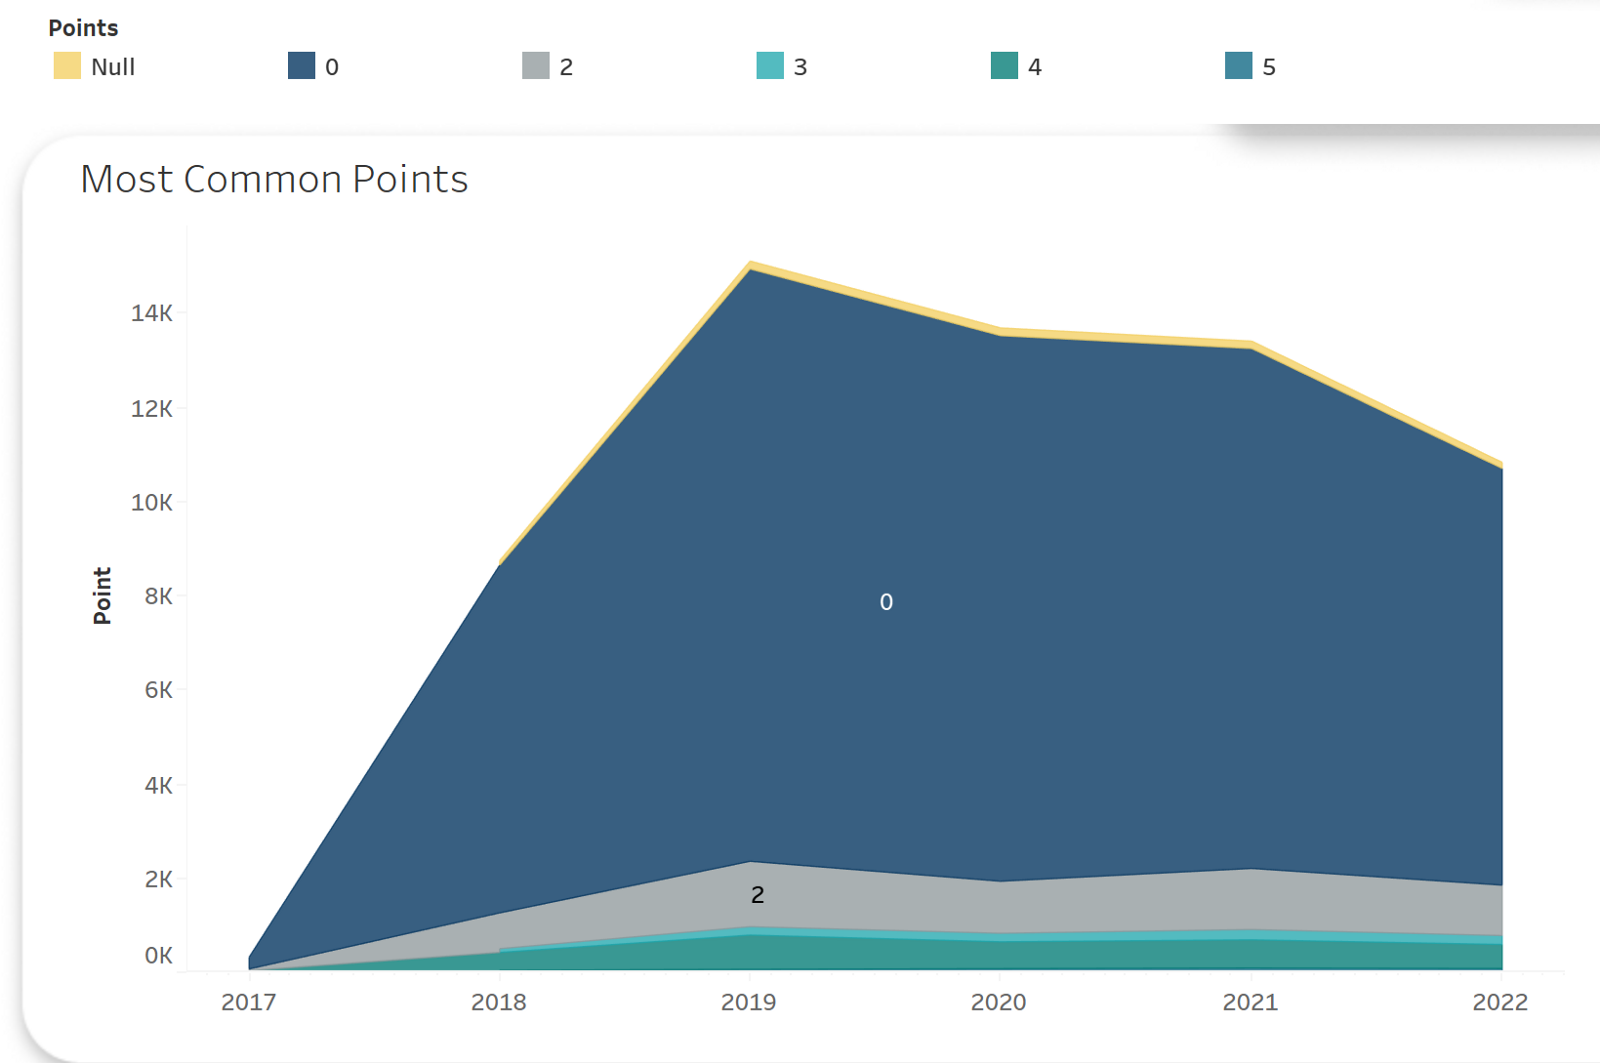 Points
Null 0 2 3 4 5
Most Common Points
14K
12K
10K
8K
6K
4K
2K
0K
Point
0
2
2017 2018 2019 2020 2021 2022